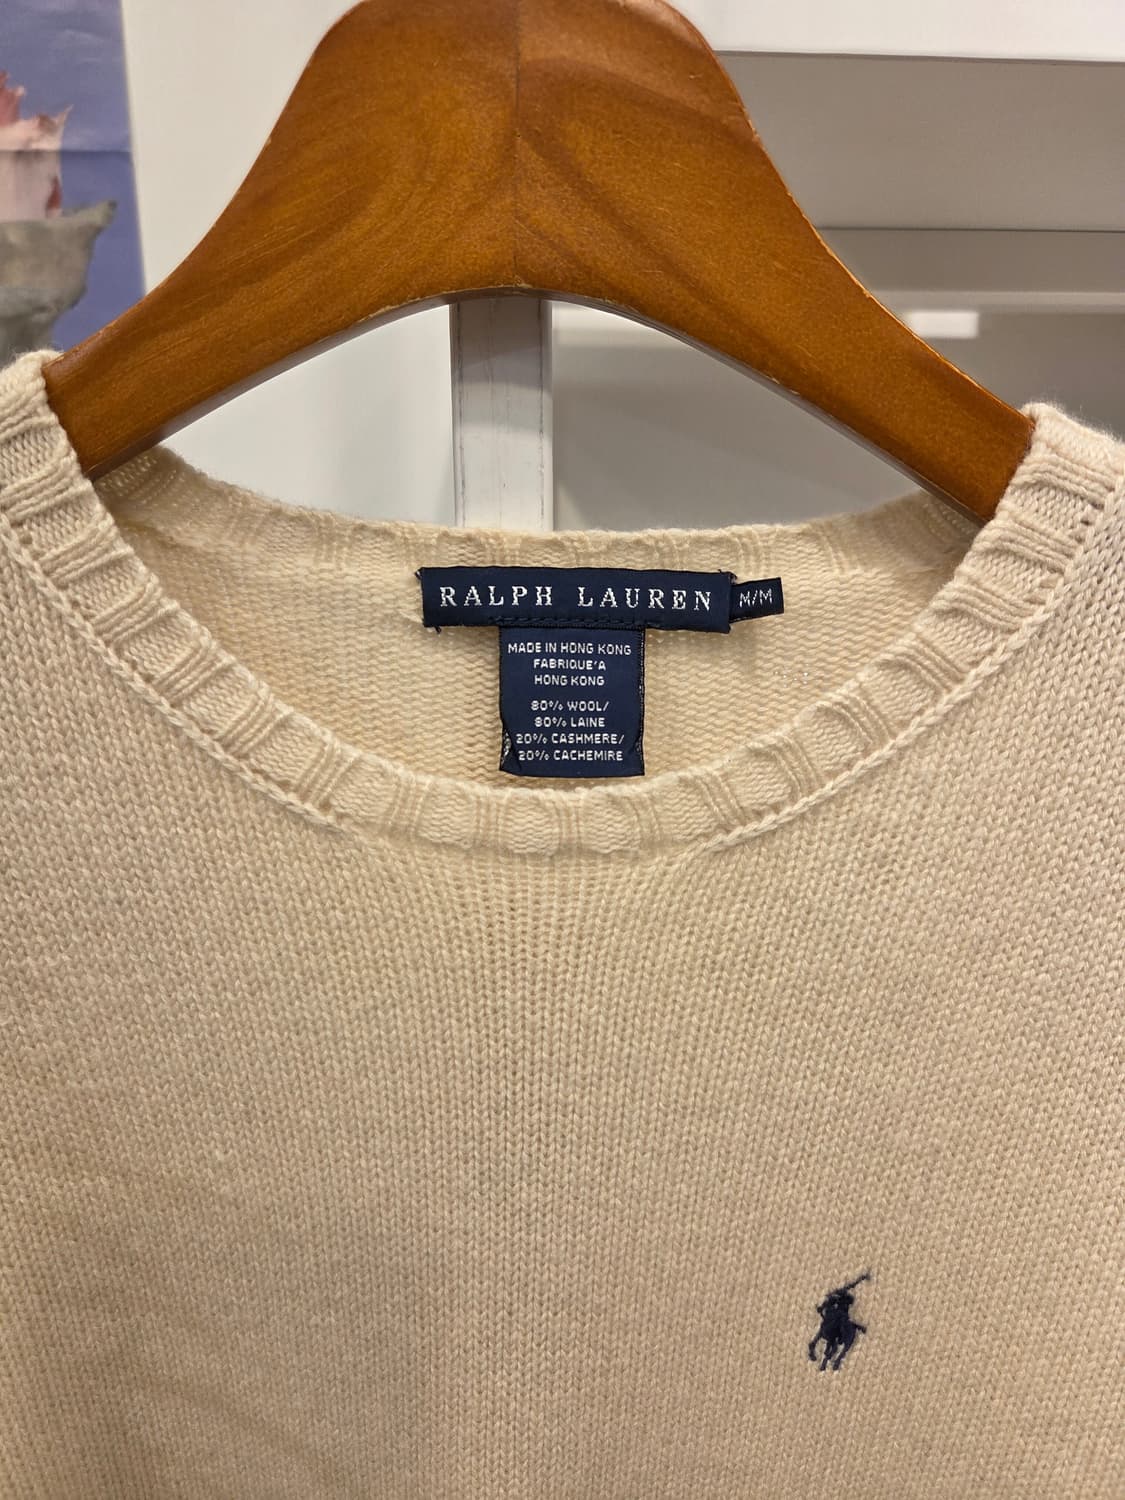 RALPH LAUREN
M/M
MADE IN HONG KONG
FABRIQUE'A
HONG KONG
80% WOOL/
80% LAINE
20% CASHMERE/
20% CACHEMIRE